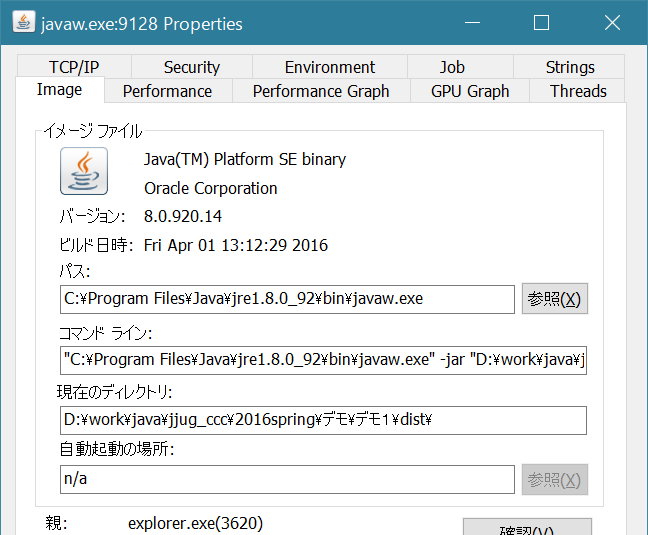 javaw.exe:9128 Properties
TCP/IP Security Environment Job Strings
Image Performance Performance Graph GPU Graph Threads
イメージ ファイル
Java(TM) Platform SE binary
Oracle Corporation
バージョン: 8.0.920.14
ビルド日時: Fri Apr 01 13:12:29 2016
パス:
C:¥Program Files¥Java¥jre1.8.0_92¥bin¥javaw.exe 参照(X)
コマンド ライン:
"C:¥Program Files¥Java¥jre1.8.0_92¥bin¥javaw.exe" -jar "D:¥work¥java¥j
現在のディレクトリ:
D:¥work¥java¥jjug_ccc¥2016spring¥デモ¥デモ１¥dist¥
自動起動の場所:
n/a 参照(X)
親: explorer.exe(3620)
確認(V)